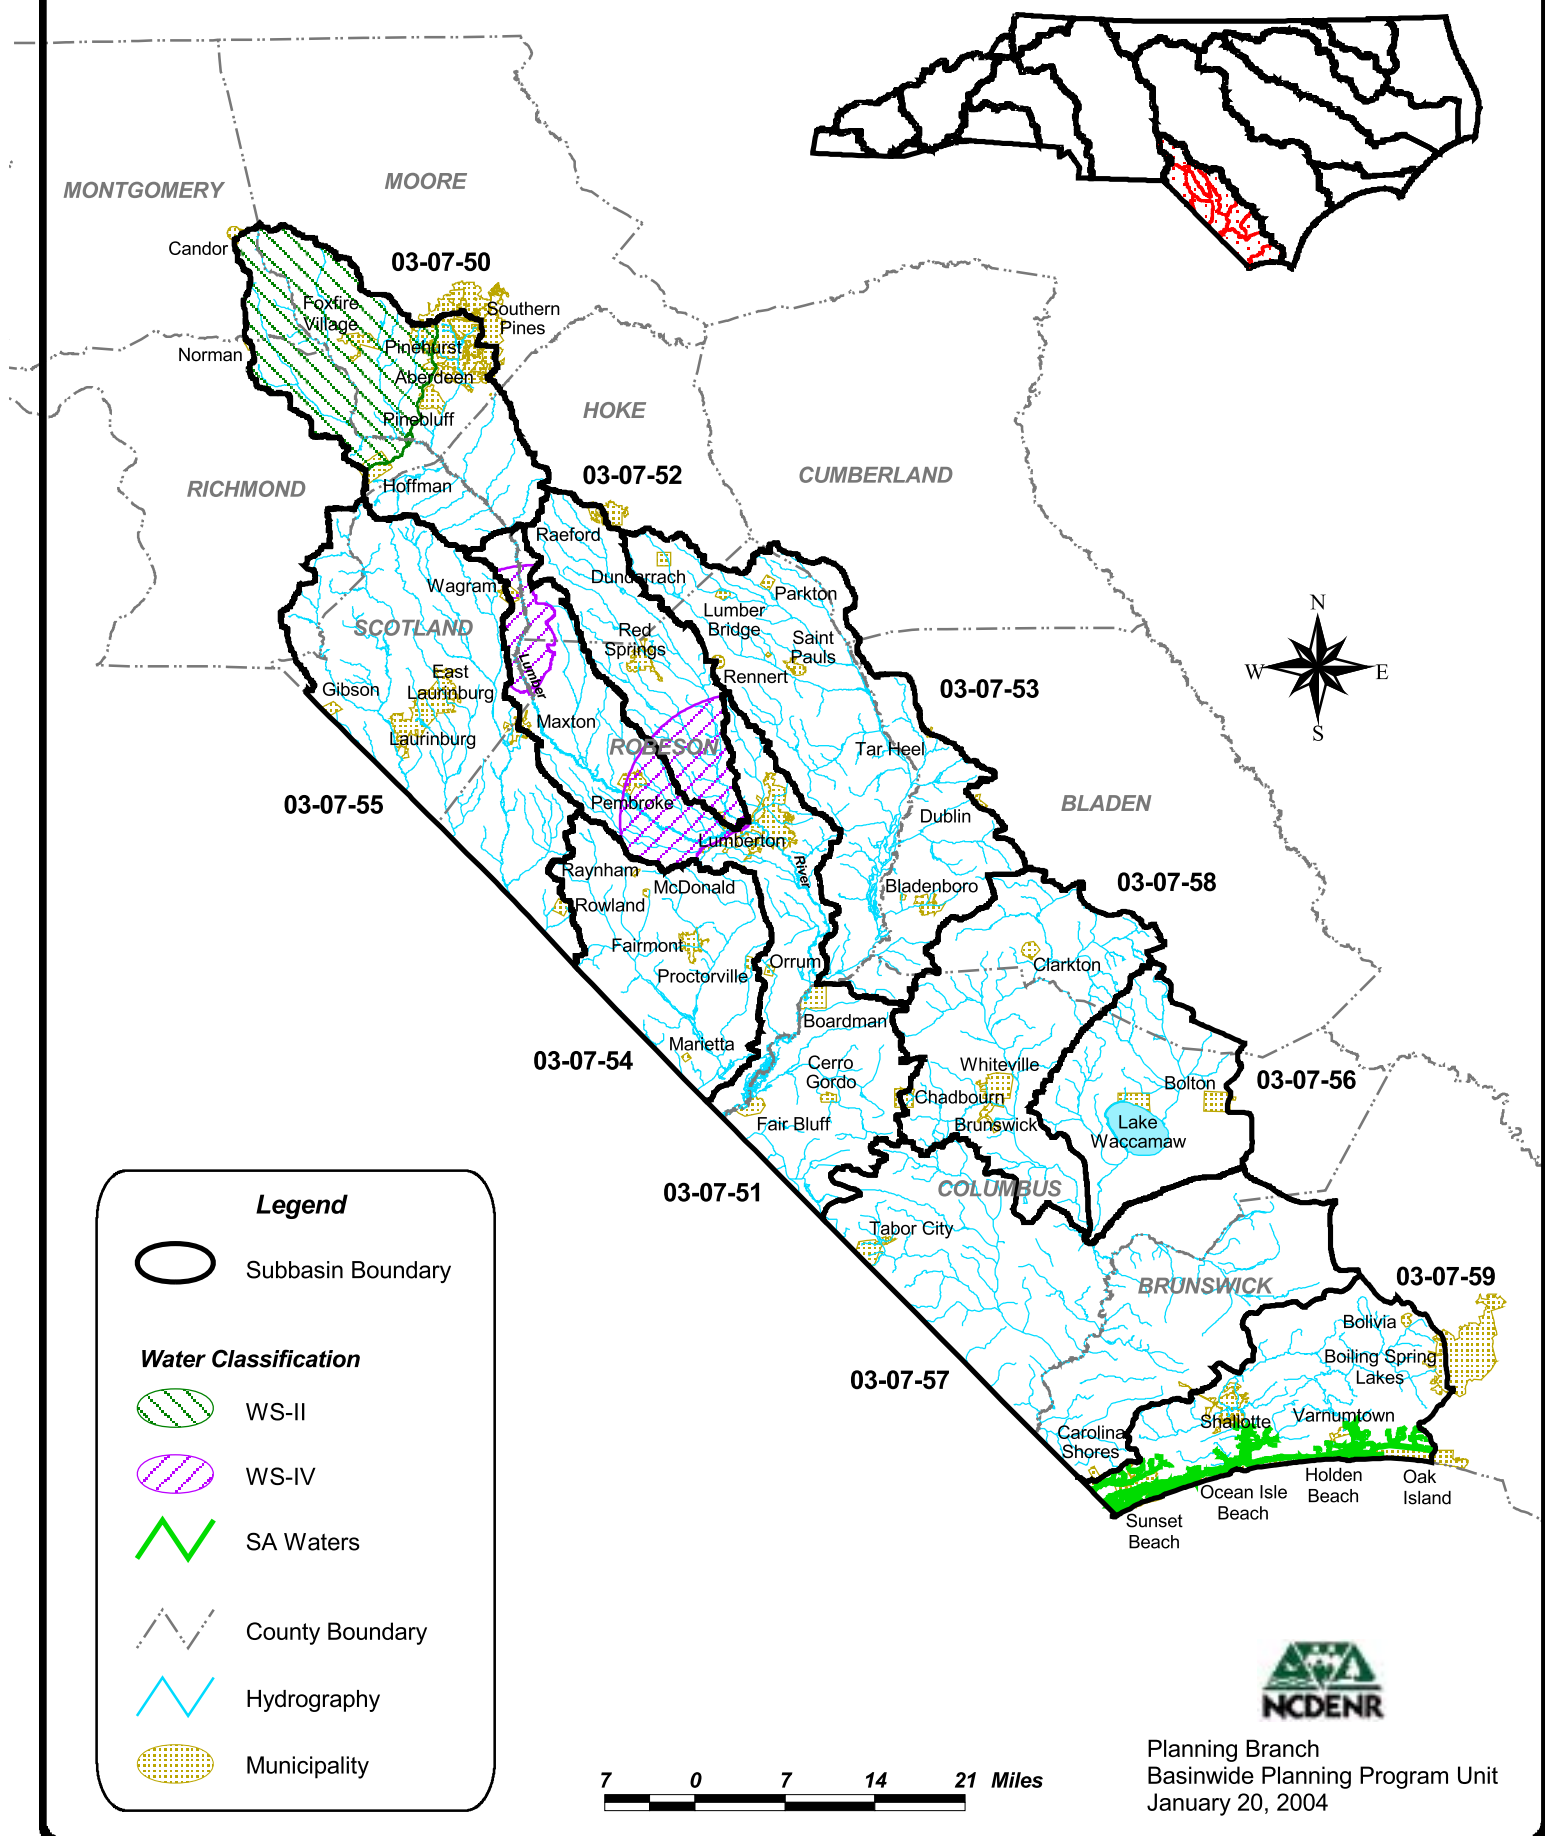 MONTGOMERY
MOORE
Candor
03-07-50
Foxfire
Village
Southern
Pines
Norman
Pinehurst
Aberdeen
Pinebluff
HOKE
RICHMOND
Hoffman
03-07-52
CUMBERLAND
Raeford
Wagram
Dundarrach
Parkton
Lumber
Bridge
SCOTLAND
Red
Springs
Saint
Pauls
East
Laurinburg
Gibson
Lumber
Rennert
03-07-53
N
W
E
S
Laurinburg
Maxton
ROBESON
Tar Heel
03-07-55
Pembroke
Dublin
BLADEN
Lumberton
River
Raynham
McDonald
Bladenboro
03-07-58
Rowland
Fairmont
Proctorville
Orrum
Clarkton
Boardman
Marietta
03-07-54
Cerro
Gordo
Whiteville
Bolton
03-07-56
Chadbourn
Fair Bluff
Brunswick
Lake
Waccamaw
03-07-51
COLUMBUS
Tabor City
BRUNSWICK
03-07-59
Bolivia
Boiling Spring
Lakes
03-07-57
Carolina
Shores
Shallotte
Varnumtown
Ocean Isle
Beach
Holden
Beach
Oak
Island
Sunset
Beach
Legend
Subbasin Boundary
Water Classification
WS-II
WS-IV
SA Waters
County Boundary
Hydrography
Municipality
7 0 7 14 21 Miles
NCDENR
Planning Branch
Basinwide Planning Program Unit
January 20, 2004